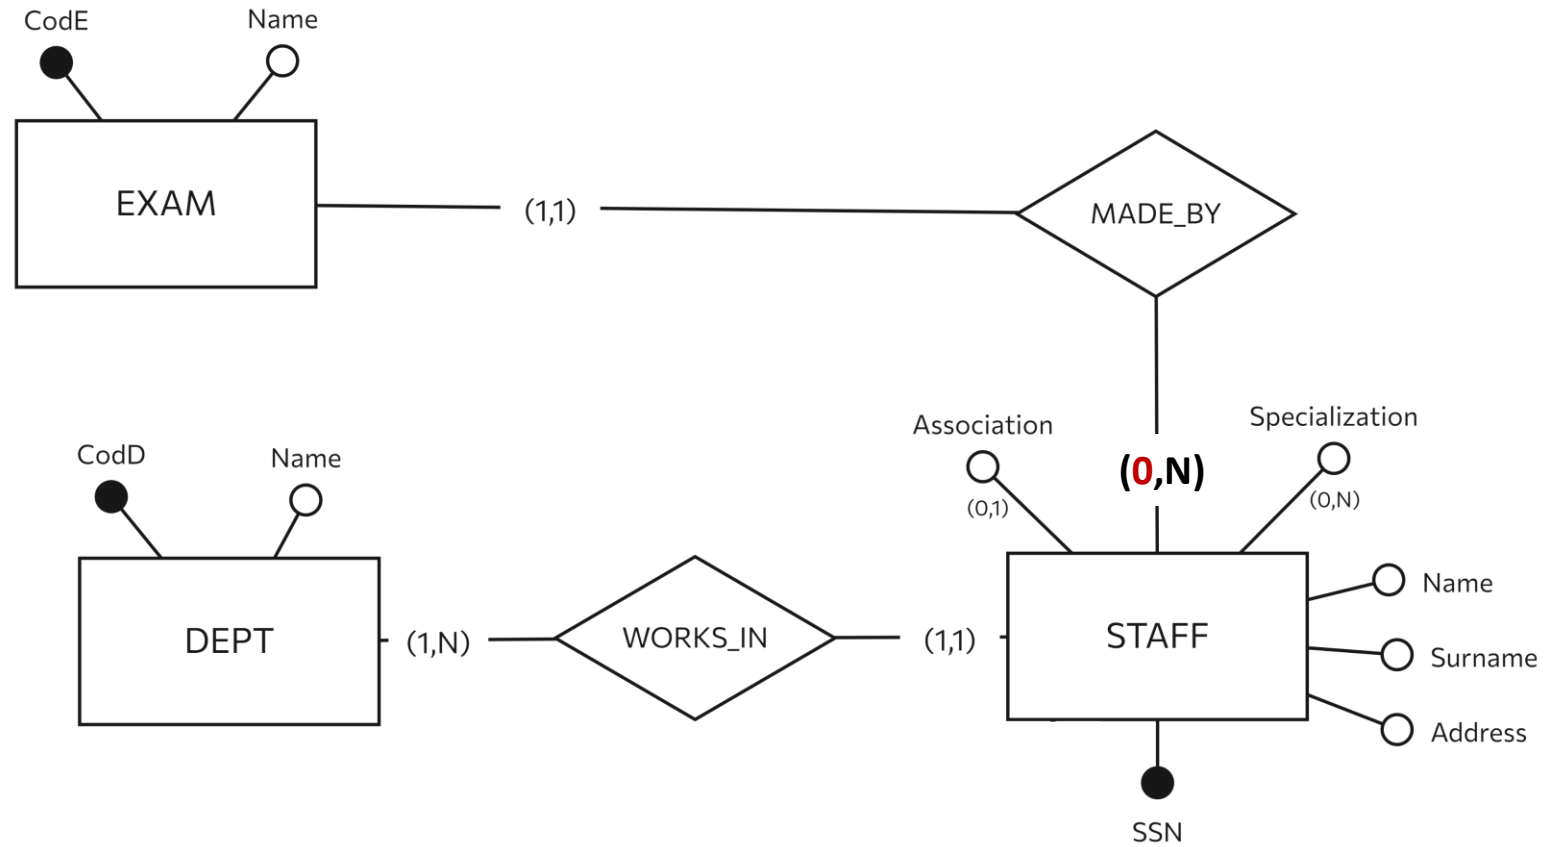 CodE
Name
EXAM
(1,1)
MADE_BY
Association
Specialization
(0,N)
(0,1)
(0,N)
CodD
Name
DEPT
(1,N)
WORKS_IN
(1,1)
STAFF
Name
Surname
Address
SSN